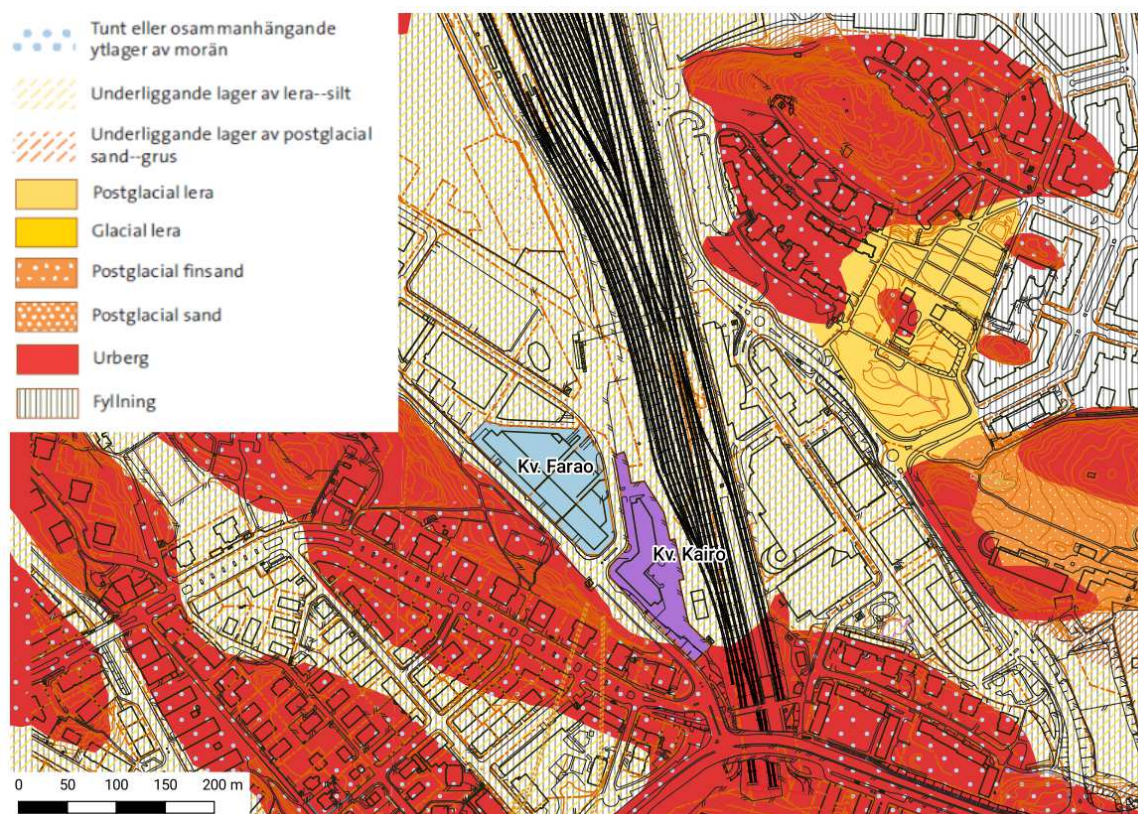 Tunt eller osammanhängande
ytlager av morän
Underliggande lager av lera--silt
Underliggande lager av postglacial
sand--grus
Postglacial lera
Glacial lera
Postglacial finsand
Postglacial sand
Urberg
Fyllning
Kv. Farao
Kv. Kairo
0 50 100 150 200 m